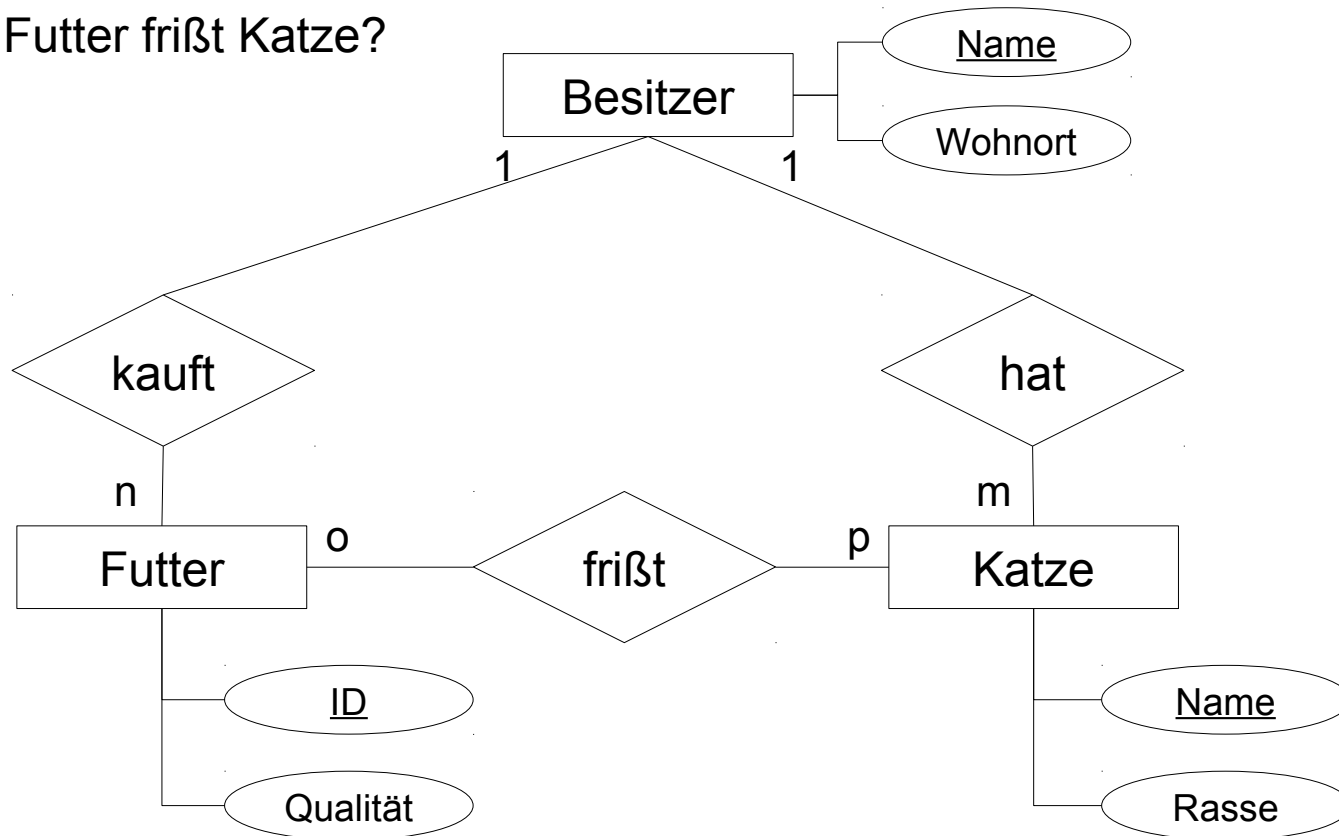 Futter frißt Katze?
Name
Besitzer
Wohnort
1
1
kauft
hat
n
m
Futter
o
frißt
p
Katze
ID
Name
Qualität
Rasse